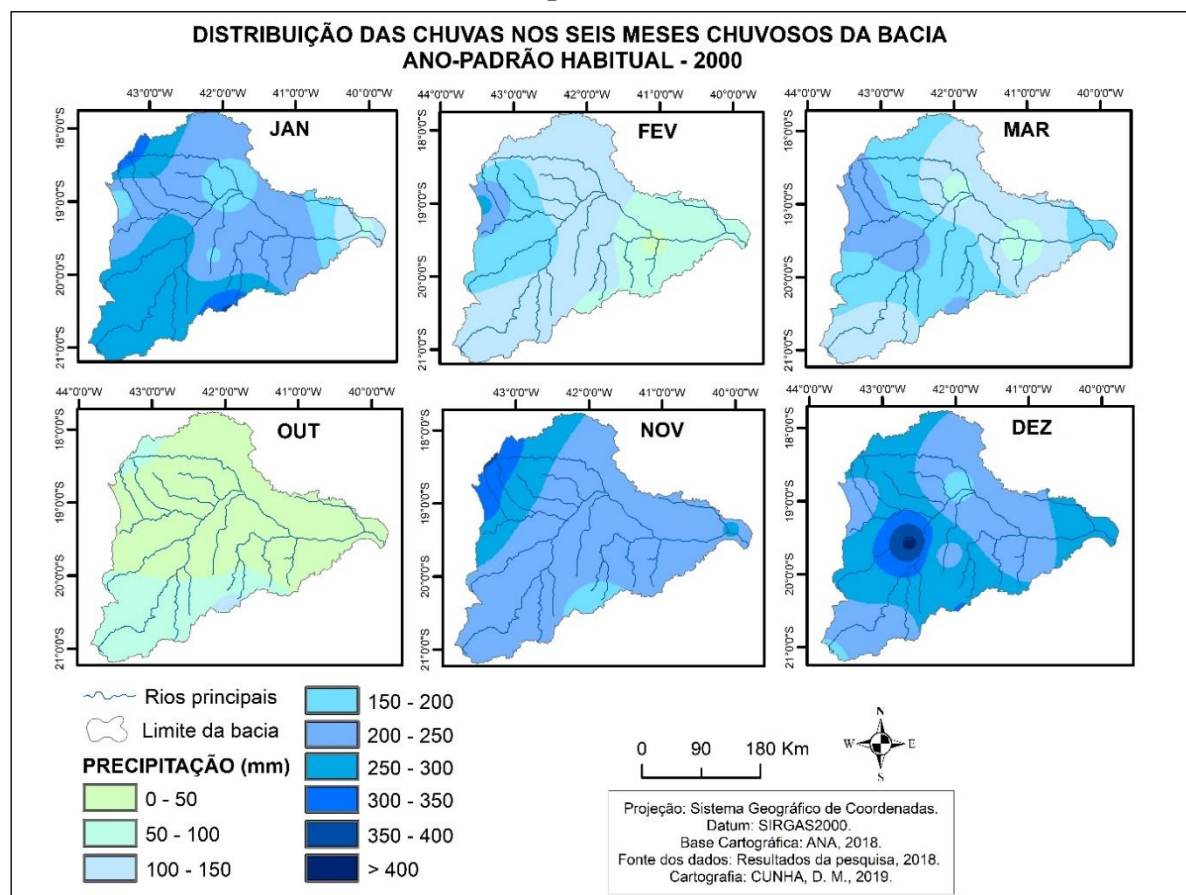 DISTRIBUIÇÃO DAS CHUVAS NOS SEIS MESES CHUVOSOS DA BACIA
ANO-PADRÃO HABITUAL - 2000
43°0'0"W 42°0'0"W 41°0'0"W 40°0'0"W
JAN
18°0'0"S
19°0'0"S
20°0'0"S
21°0'0"S
43°0'0"W 42°0'0"W 41°0'0"W 40°0'0"W
FEV
18°0'0"S
19°0'0"S
20°0'0"S
21°0'0"S
43°0'0"W 42°0'0"W 41°0'0"W 40°0'0"W
MAR
18°0'0"S
19°0'0"S
20°0'0"S
21°0'0"S
44°0'0"W 43°0'0"W 42°0'0"W 41°0'0"W 40°0'0"W
OUT
18°0'0"S
19°0'0"S
20°0'0"S
21°0'0"S
43°0'0"W 42°0'0"W 41°0'0"W 40°0'0"W
NOV
18°0'0"S
19°0'0"S
20°0'0"S
21°0'0"S
44°0'0"W 43°0'0"W 42°0'0"W 41°0'0"W 40°0'0"W
DEZ
18°0'0"S
19°0'0"S
20°0'0"S
21°0'0"S
Rios principais
Limite da bacia
PRECIPITAÇÃO (mm)
0 - 50
50 - 100
100 - 150
150 - 200
200 - 250
250 - 300
300 - 350
350 - 400
> 400
0 90 180 Km
N
W E
S
Projeção: Sistema Geográfico de Coordenadas.
Datum: SIRGAS2000.
Base Cartográfica: ANA, 2018.
Fonte dos dados: Resultados da pesquisa, 2018.
Cartografia: CUNHA, D. M., 2019.